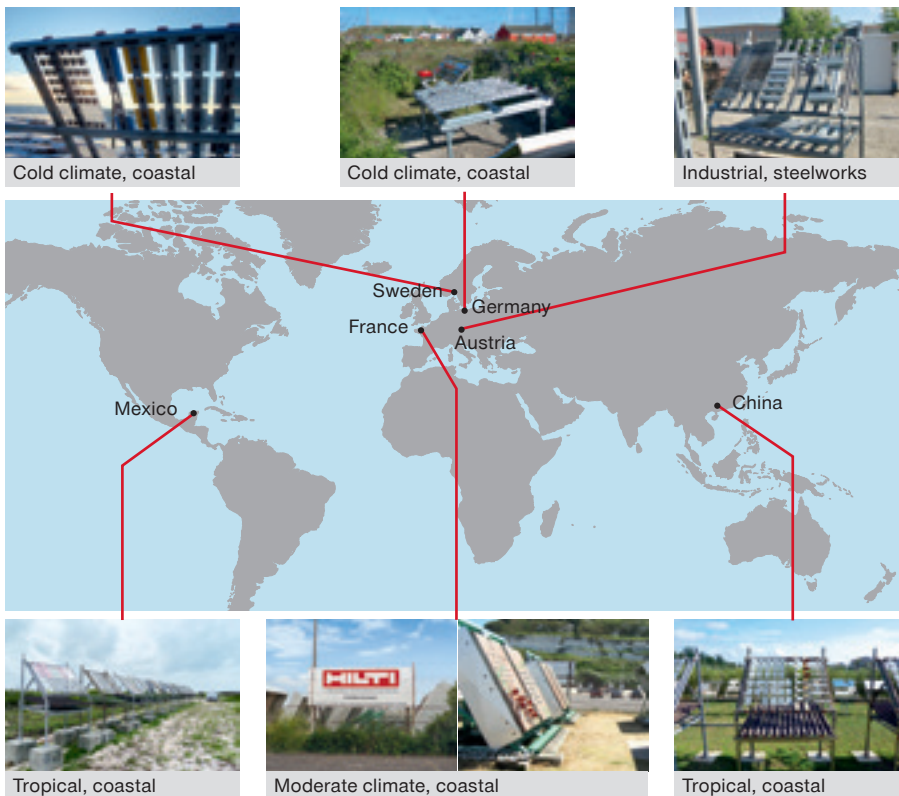 Cold climate, coastal
Cold climate, coastal
Industrial, steelworks
Sweden
Germany
France
Austria
Mexico
China
HILTI
Tropical, coastal
Moderate climate, coastal
Tropical, coastal